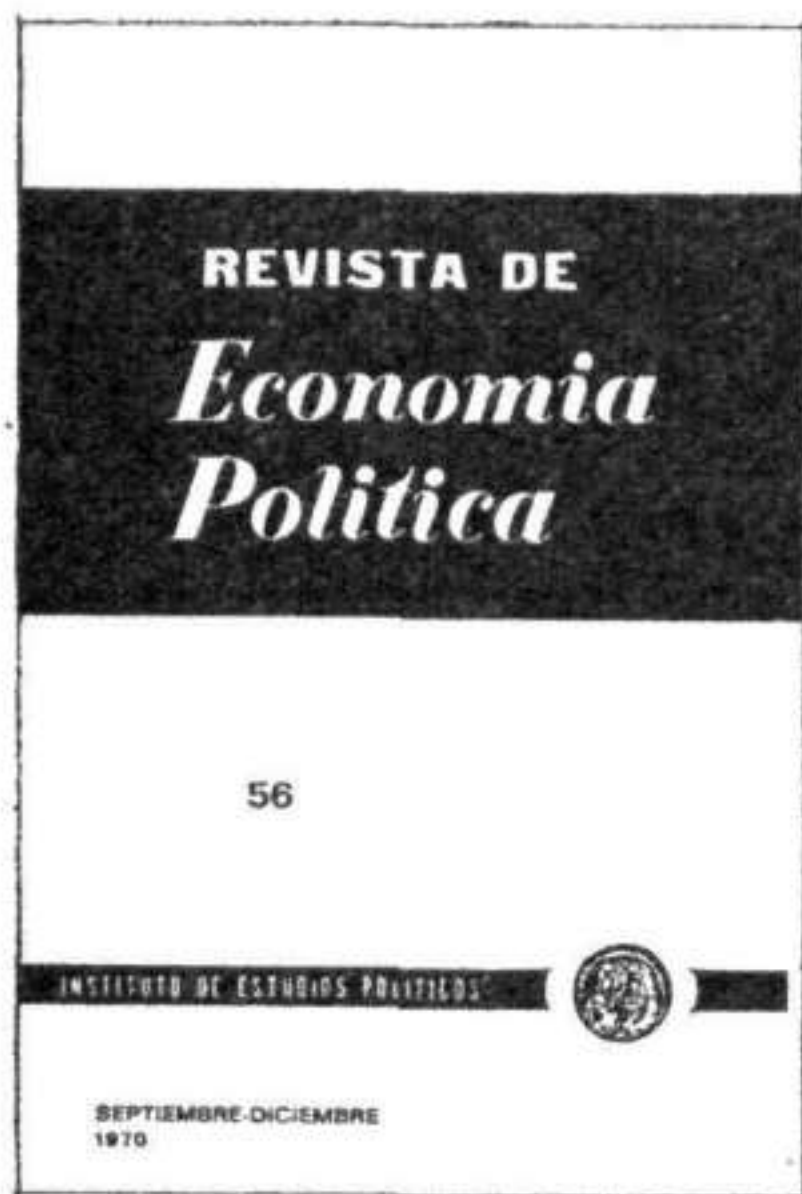 REVISTA DE
Economia
Politica
56
INSTITUTO DE ESTUDIOS POLITICOS
SEPTIEMBRE-DICIEMBRE
1970